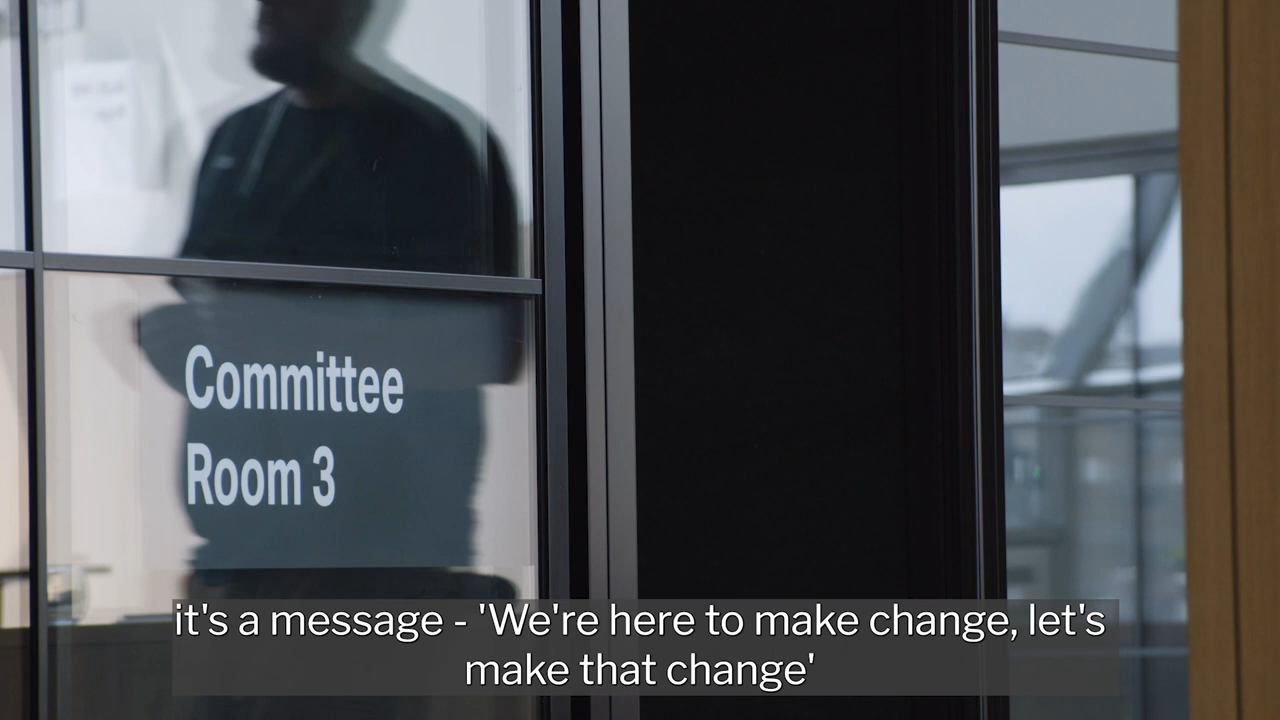 Committee
Room 3
it's a message - 'We're here to make change, let's
make that change'